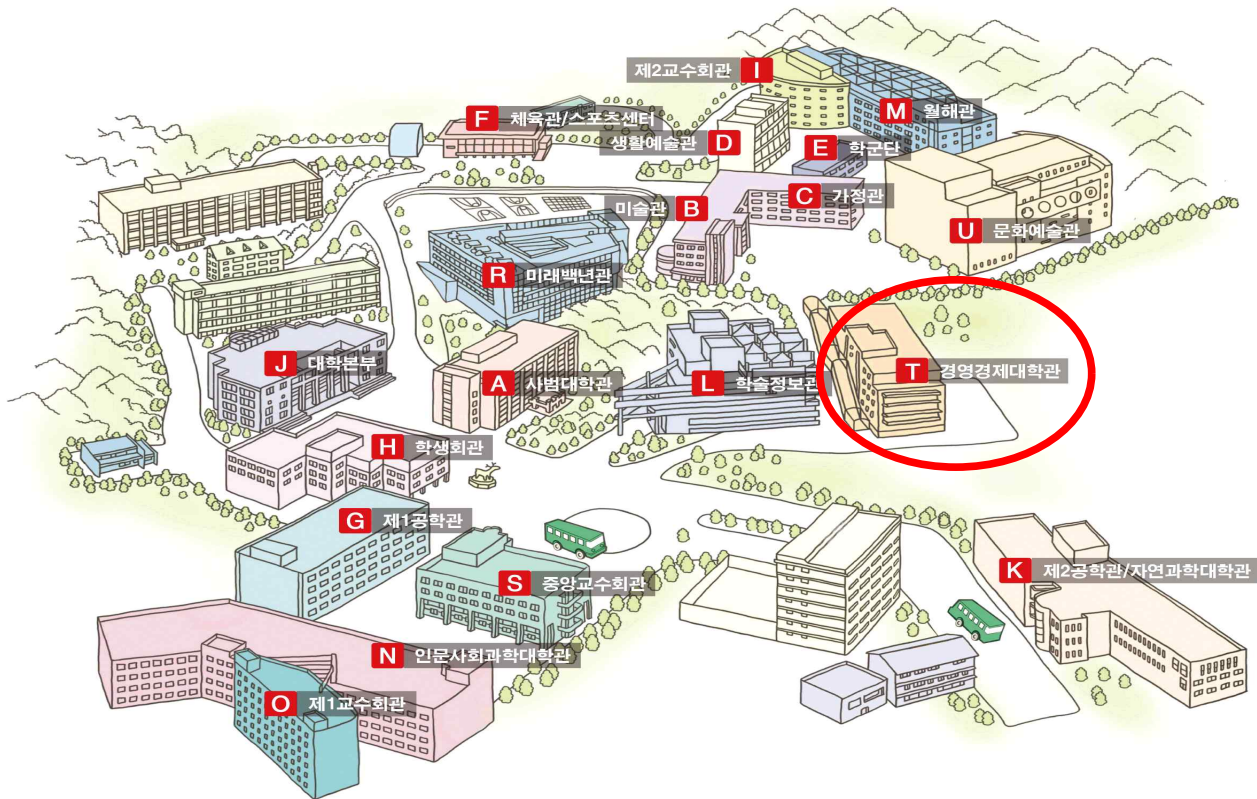 제2교수회관 I
M 월해관
F 체육관/스포츠센터
생활예술관 D
E 학군단
C 가정관
미술관 B
U 문화예술관
R 미래백년관
J 대학본부
A 사범대학관
L 학술정보관
T 경영경제대학관
H 학생회관
G 제1공학관
S 중앙교수회관
K 제2공학관/자연과학대학관
N 인문사회과학대학관
O 제1교수회관